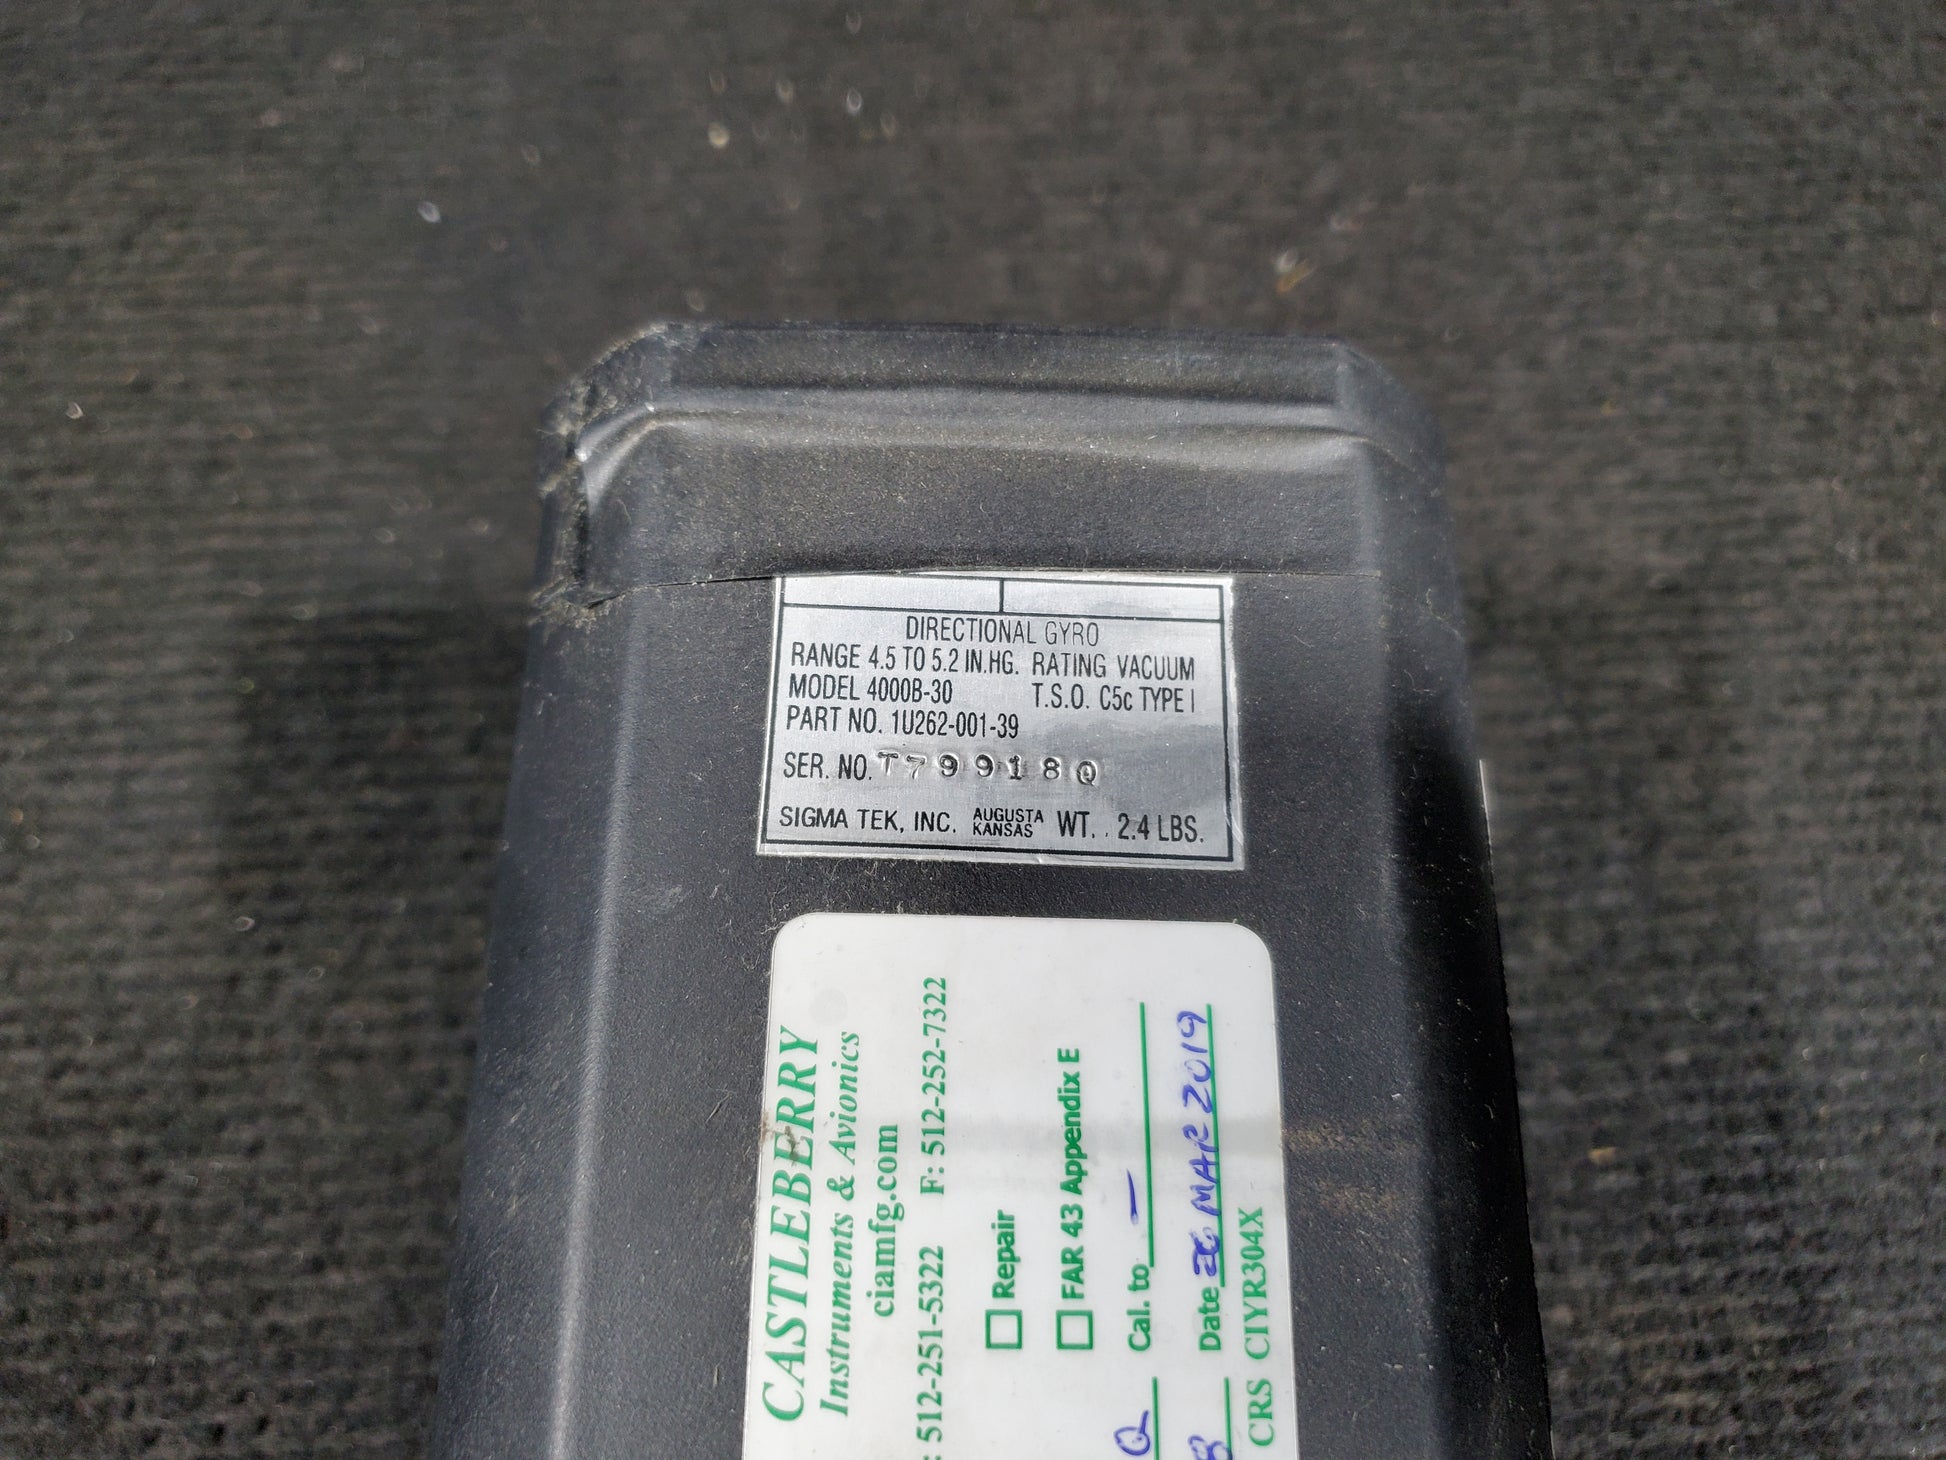 DIRECTIONAL GYRO
RANGE 4.5 TO 5.2 IN.HG. RATING VACUUM
MODEL 4000B-30 T.S.O. C5c TYPE I
PART NO. 1U262-001-39
SER. NO. T79918Q
SIGMA TEK, INC. AUGUSTA KANSAS WT. . 2.4 LBS.
CASTLEBERRY
Instruments & Avionics
ciamfg.com
: 512-251-5322 F: 512-252-7322
Repair
FAR 43 Appendix E
Q Cal. to —
Date 26 MAR 2019
CRS CIYR304X